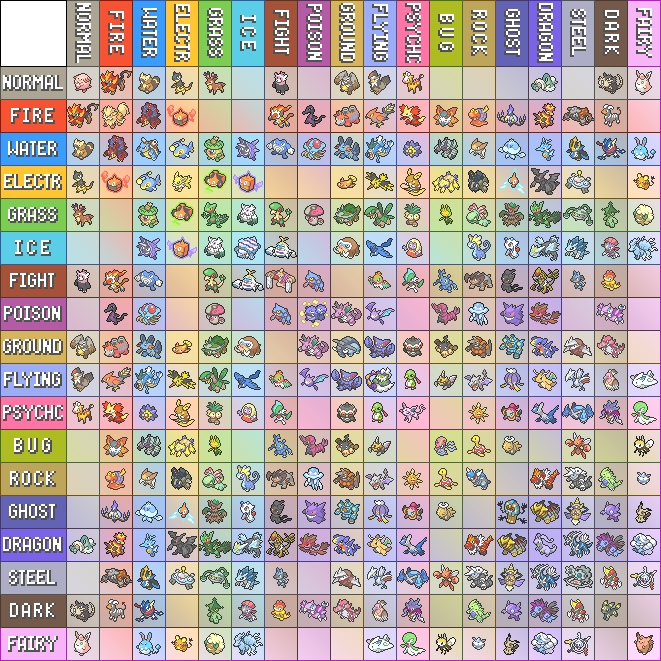 NORMAL FIRE WATER ELECTR GRASS ICE FIGHT POISON GROUND FLYING PSYCHIC BUG ROCK GHOST DRAGON STEEL DARK FAIRY
NORMAL
FIRE
WATER
ELECTR
GRASS
ICE
FIGHT
POISON
GROUND
FLYING
PSYCHC
BUG
ROCK
GHOST
DRAGON
STEEL
DARK
FAIRY